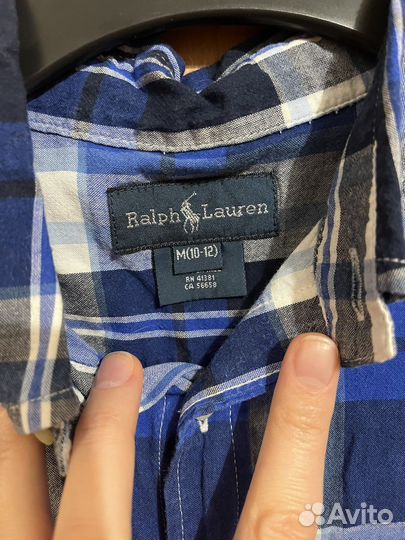 Ralph Lauren
M(10-12)
RN 41381
CA 56658
Avito